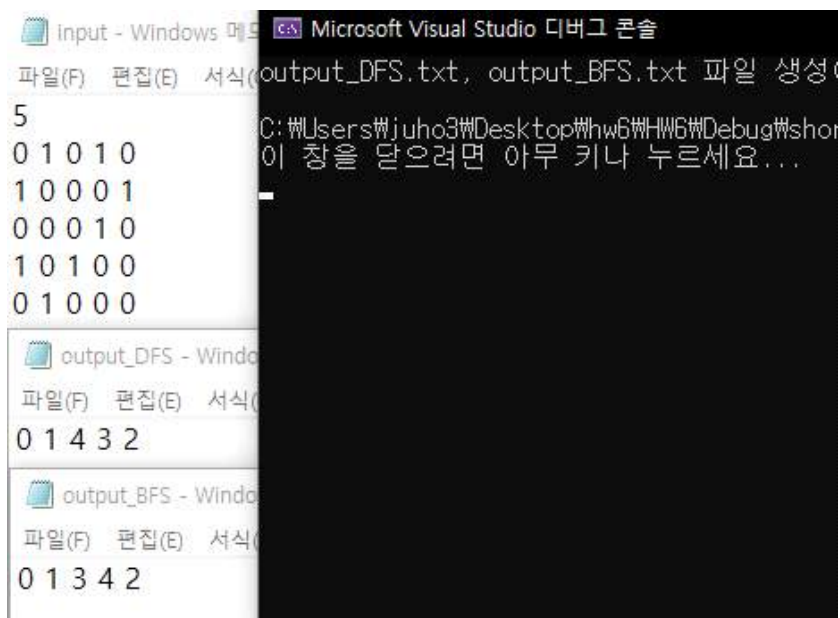 input - Windows 메모
파일(F) 편집(E) 서식(
5
0 1 0 1 0
1 0 0 0 1
0 0 0 1 0
1 0 1 0 0
0 1 0 0 0
output_DFS - Windo
파일(F) 편집(E) 서식(
0 1 4 3 2
output_BFS - Windo
파일(F) 편집(E) 서식(
0 1 3 4 2
Microsoft Visual Studio 디버그 콘솔
output_DFS.txt, output_BFS.txt 파일 생성
C:₩Users₩juho3₩Desktop₩hw6₩HW6₩Debug₩shor
이 창을 닫으려면 아무 키나 누르세요...